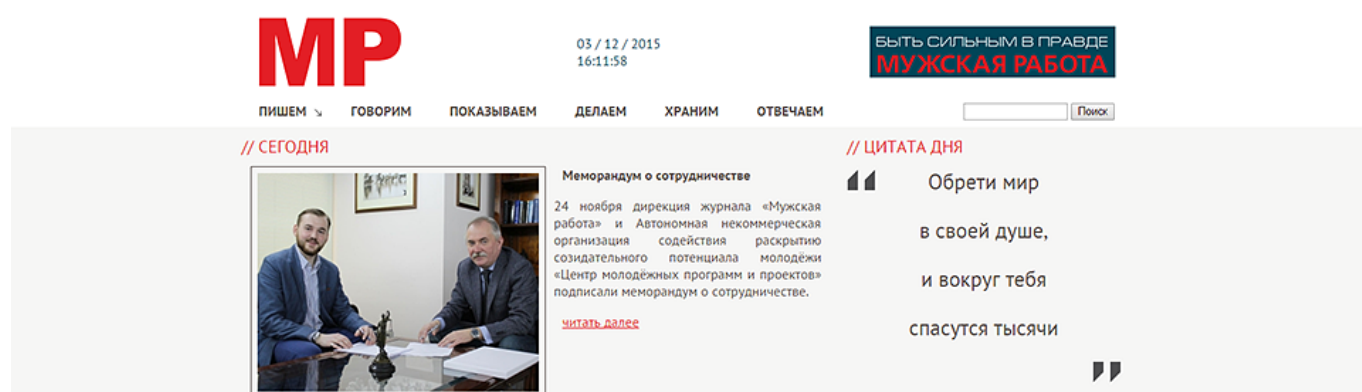 МР
03 / 12 / 2015
16:11:58
БЫТЬ СИЛЬНЫМ В ПРАВДЕ
МУЖСКАЯ РАБОТА
ПИШЕМ ↘ ГОВОРИМ ПОКАЗЫВАЕМ ДЕЛАЕМ ХРАНИМ ОТВЕЧАЕМ
Поиск
// СЕГОДНЯ
Меморандум о сотрудничестве
24 ноября дирекция журнала «Мужская
работа» и Автономная некоммерческая
организация содействия раскрытию
созидательного потенциала молодёжи
«Центр молодёжных программ и проектов»
подписали меморандум о сотрудничестве.
читать далее
// ЦИТАТА ДНЯ
Обрети мир
в своей душе,
и вокруг тебя
спасутся тысячи